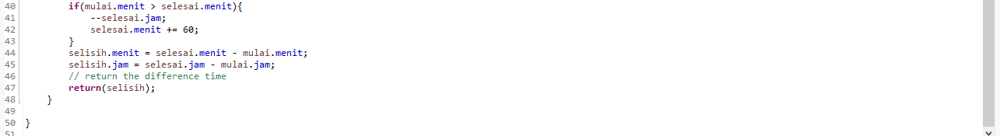 40 if(mulai.menit > selesai.menit){
41 --selesai.jam;
42 selesai.menit += 60;
43 }
44 selisih.menit = selesai.menit - mulai.menit;
45 selisih.jam = selesai.jam - mulai.jam;
46 // return the difference time
47 return(selisih);
48 }
49
50 }
51